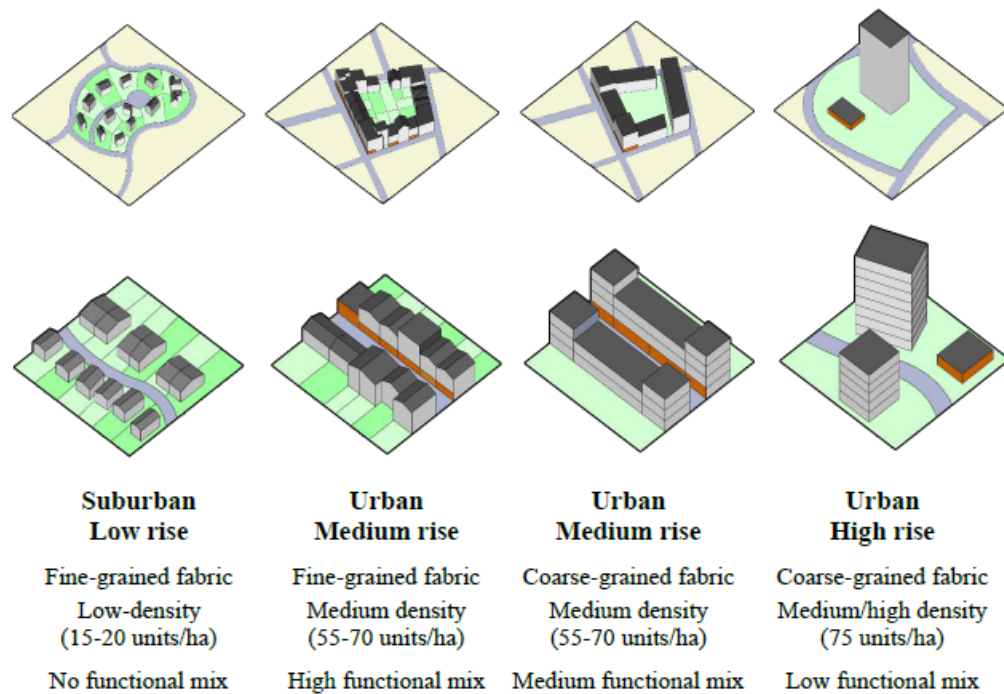 Suburban
Low rise
Fine-grained fabric
Low-density
(15-20 units/ha)
No functional mix
Urban
Medium rise
Fine-grained fabric
Medium density
(55-70 units/ha)
High functional mix
Urban
Medium rise
Coarse-grained fabric
Medium density
(55-70 units/ha)
Medium functional mix
Urban
High rise
Coarse-grained fabric
Medium/high density
(75 units/ha)
Low functional mix